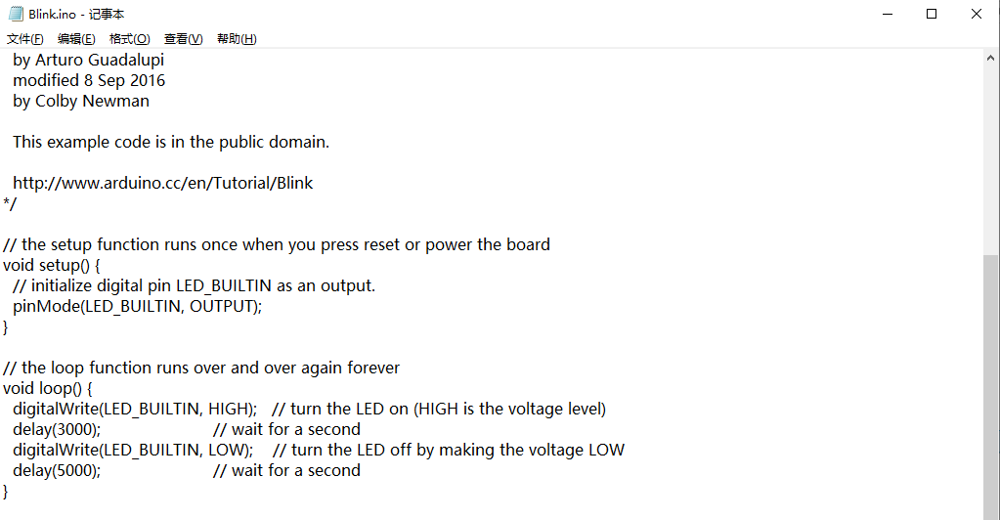 Blink.ino - 记事本
文件(F) 编辑(E) 格式(O) 查看(V) 帮助(H)
by Arturo Guadalupi
modified 8 Sep 2016
by Colby Newman
This example code is in the public domain.
http://www.arduino.cc/en/Tutorial/Blink
*/
// the setup function runs once when you press reset or power the board
void setup() {
// initialize digital pin LED_BUILTIN as an output.
pinMode(LED_BUILTIN, OUTPUT);
}
// the loop function runs over and over again forever
void loop() {
digitalWrite(LED_BUILTIN, HIGH);   // turn the LED on (HIGH is the voltage level)
delay(3000);                       // wait for a second
digitalWrite(LED_BUILTIN, LOW);    // turn the LED off by making the voltage LOW
delay(5000);                       // wait for a second
}